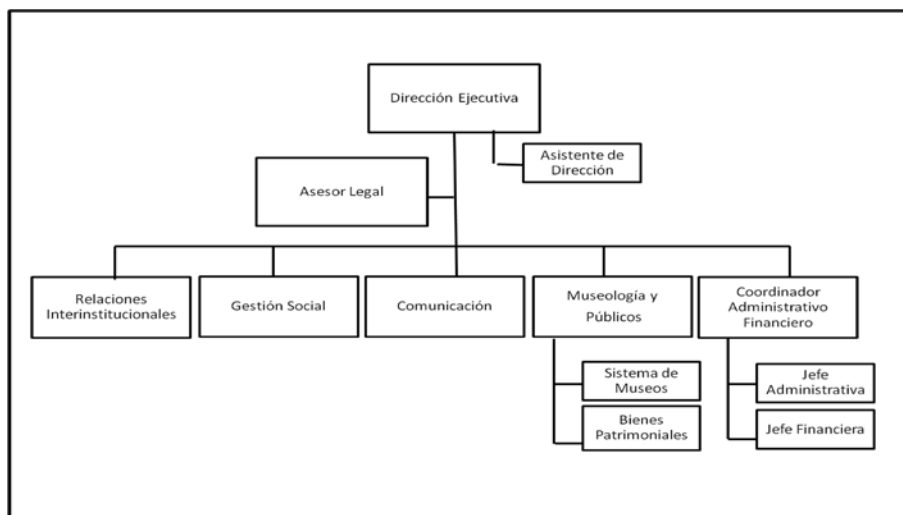 Dirección Ejecutiva
Asistente de
Dirección
Asesor Legal
Relaciones
Interinstitucionales
Gestión Social
Comunicación
Museología y
Públicos
Coordinador
Administrativo
Financiero
Sistema de
Museos
Bienes
Patrimoniales
Jefe
Administrativa
Jefe Financiera